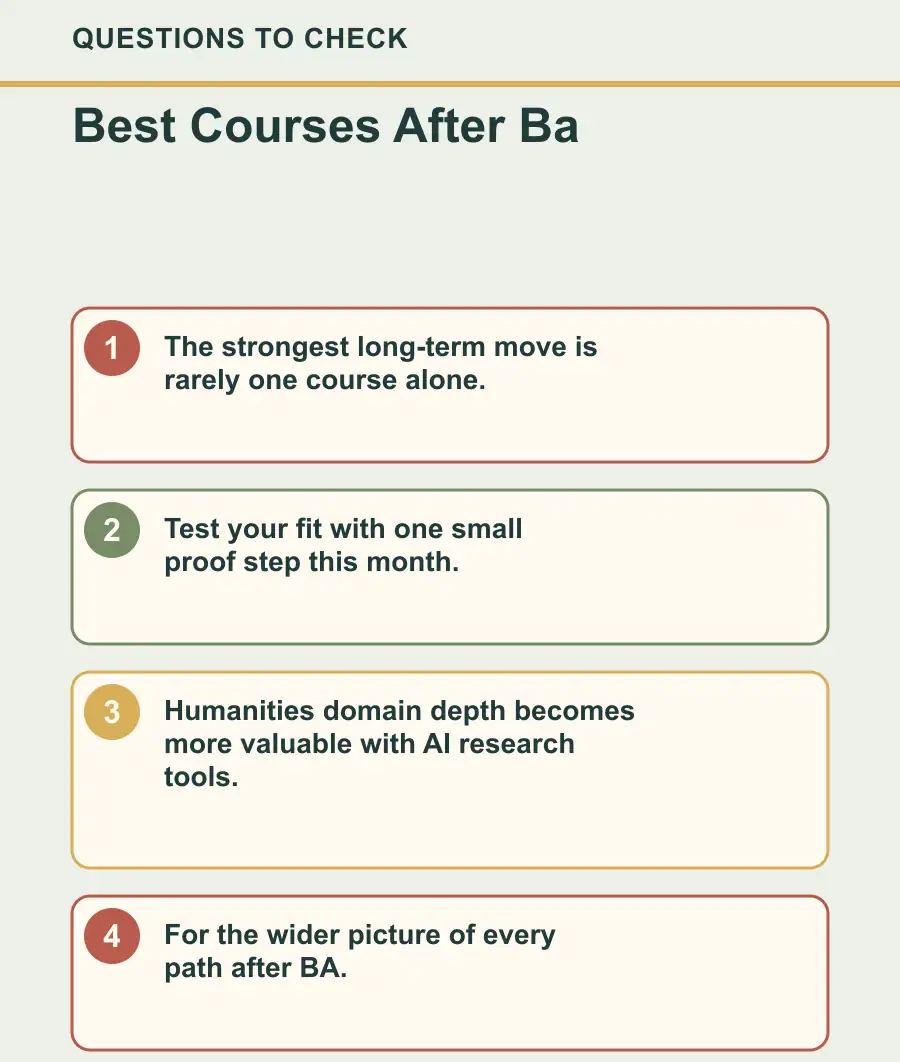 QUESTIONS TO CHECK
Best Courses After Ba
1
The strongest long-term move is
rarely one course alone.
2
Test your fit with one small
proof step this month.
3
Humanities domain depth becomes
more valuable with AI research
tools.
4
For the wider picture of every
path after BA.